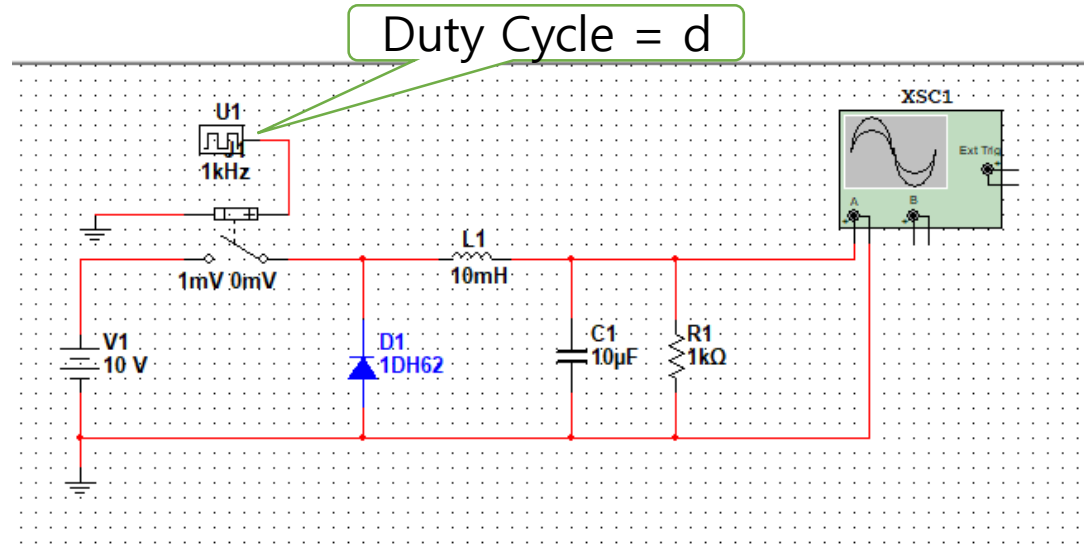 Duty Cycle = d
XSC1
U1
Ext Trig
J1
1kHz
A
B
L1
1mV 0mV
10mH
V1
10 V
D1
1DH62
C1
10µF
R1
1kΩ